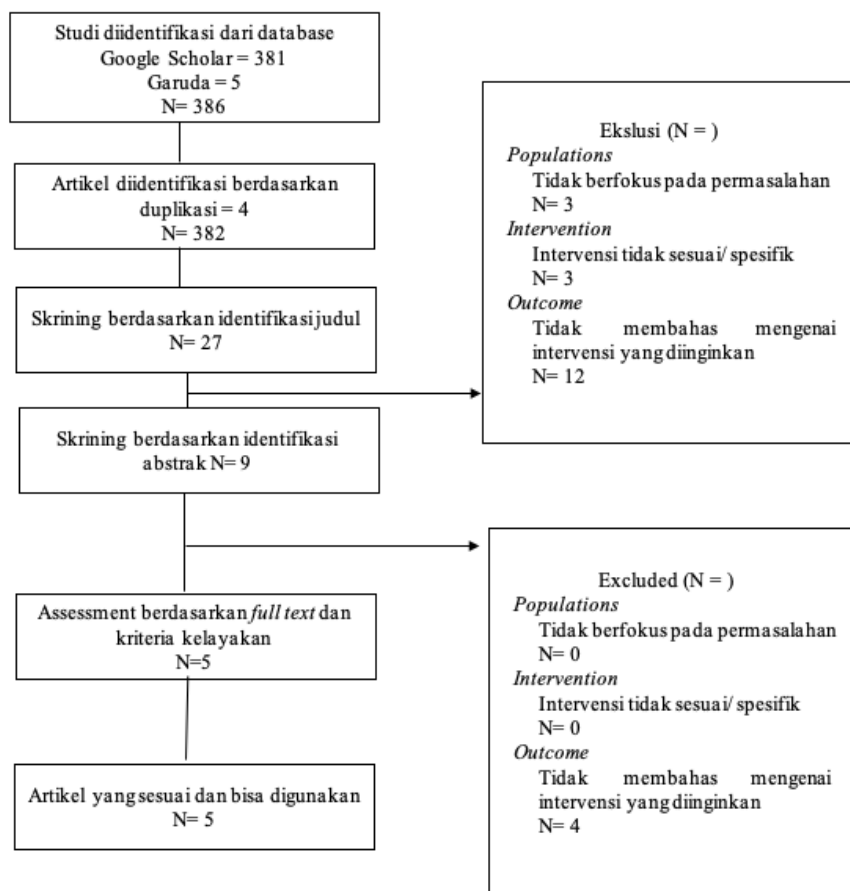 Studi diidentifikasi dari database
Google Scholar = 381
Garuda = 5
N= 386
Artikel diidentifikasi berdasarkan
duplikasi = 4
N= 382
Skrining berdasarkan identifikasi judul
N= 27
Ekslusi (N = )
Populations
Tidak berfokus pada permasalahan
N= 3
Intervention
Intervensi tidak sesuai/ spesifik
N= 3
Outcome
Tidak membahas mengenai
intervensi yang diinginkan
N= 12
Skrining berdasarkan identifikasi
abstrak N= 9
Assessment berdasarkan full text dan
kriteria kelayakan
N=5
Excluded (N = )
Populations
Tidak berfokus pada permasalahan
N= 0
Intervention
Intervensi tidak sesuai/ spesifik
N= 0
Outcome
Tidak membahas mengenai
intervensi yang diinginkan
N= 4
Artikel yang sesuai dan bisa digunakan
N= 5